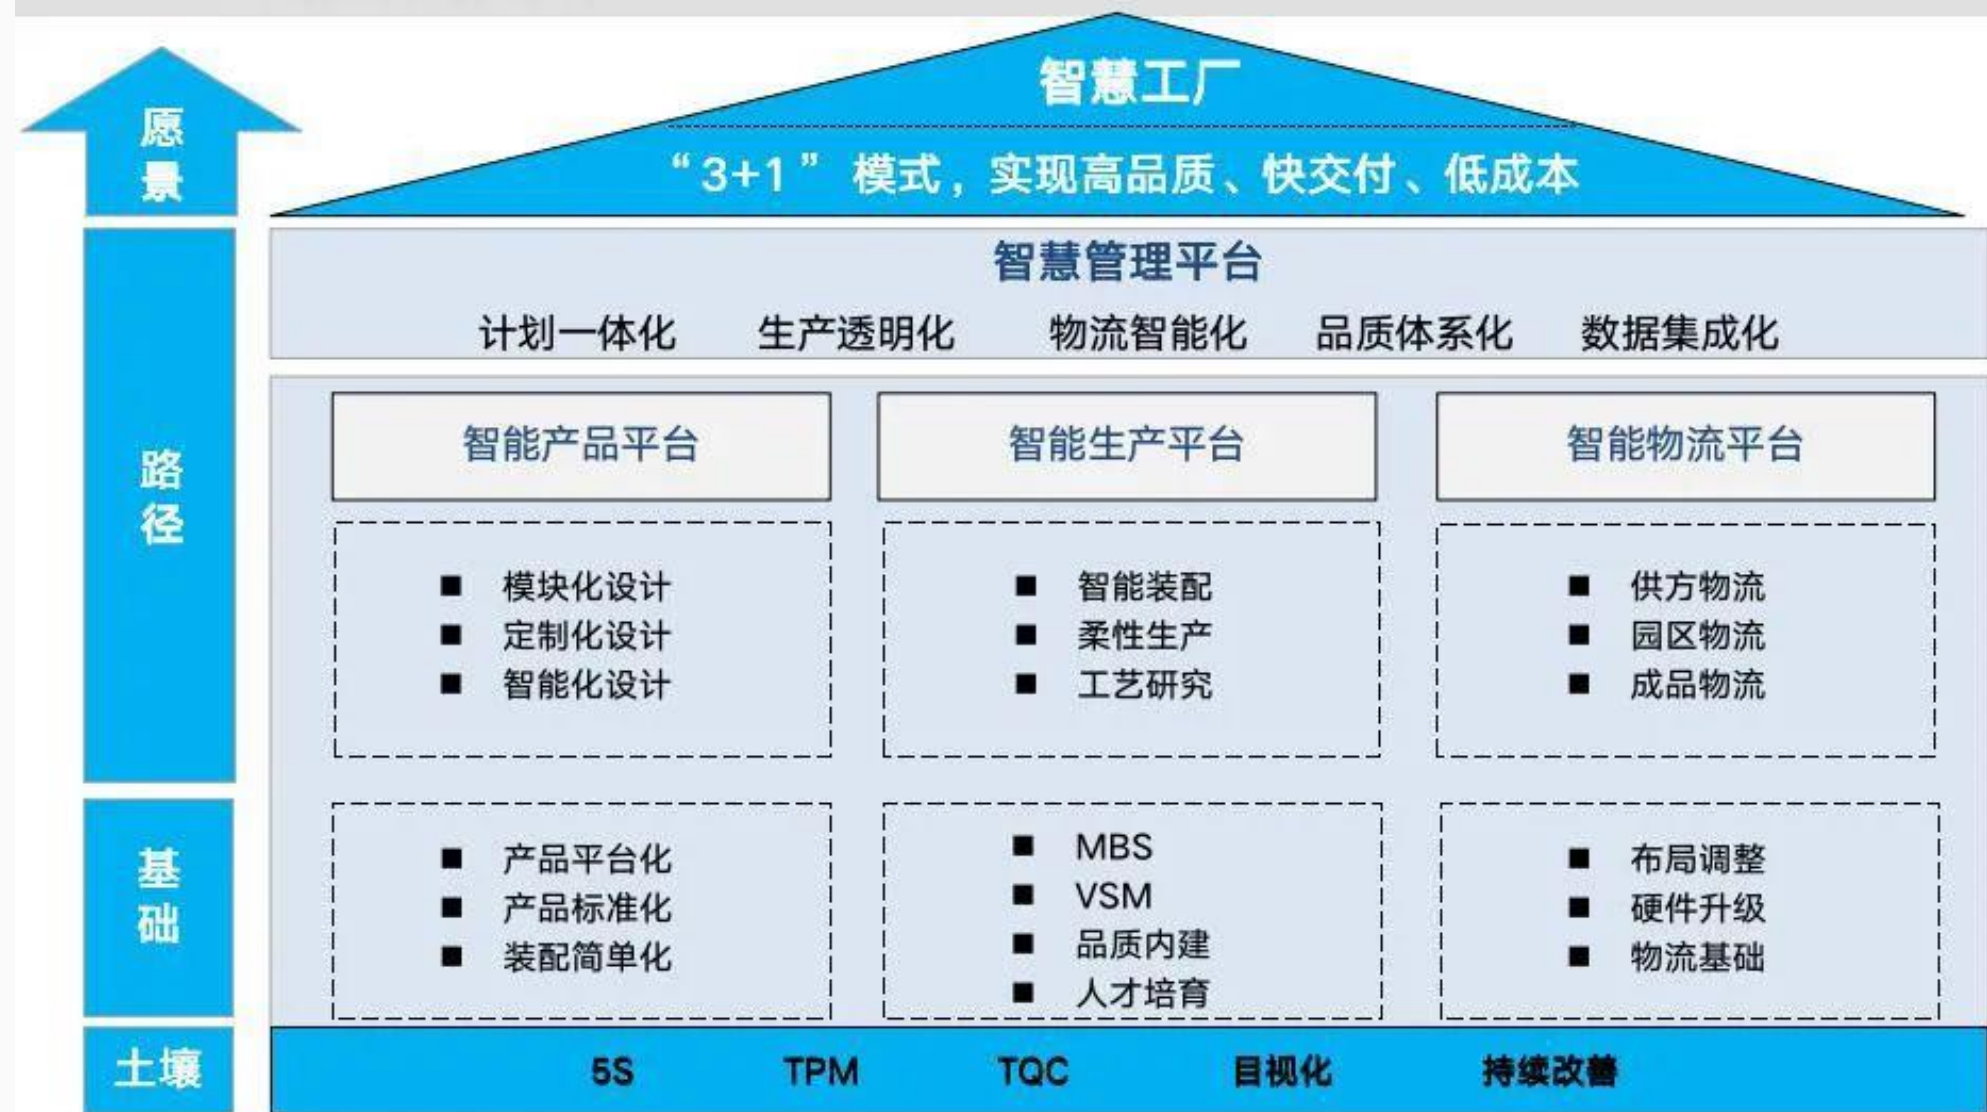 愿景
智慧工厂
“3+1”模式，实现高品质、快交付、低成本
路径
智慧管理平台
计划一体化 生产透明化 物流智能化 品质体系化 数据集成化
智能产品平台 智能生产平台 智能物流平台
■ 模块化设计
■ 定制化设计
■ 智能化设计
■ 智能装配
■ 柔性生产
■ 工艺研究
■ 供方物流
■ 园区物流
■ 成品物流
基础
■ 产品平台化
■ 产品标准化
■ 装配简单化
■ MBS
■ VSM
■ 品质内建
■ 人才培育
■ 布局调整
■ 硬件升级
■ 物流基础
土壤
5S TPM TQC 目视化 持续改善